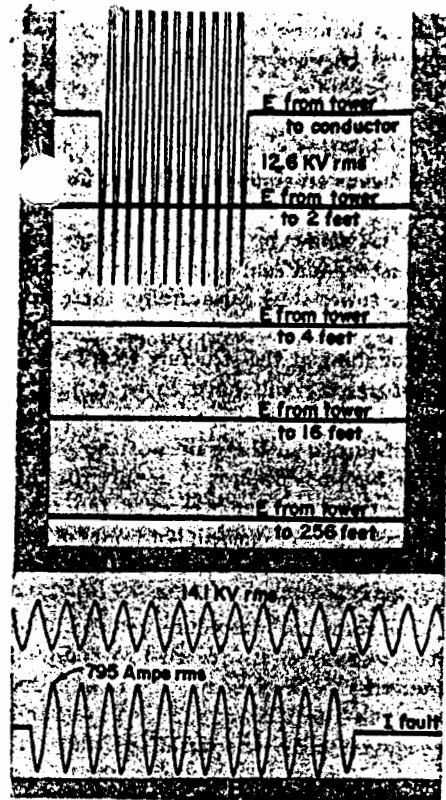 E from tower
to conductor
12.6 KV rms
E from tower
to 2 feet
E from tower
to 4 feet
E from tower
to 16 feet
E from tower
to 256 feet
14.1 KV rms
795 Amps rms
I fault